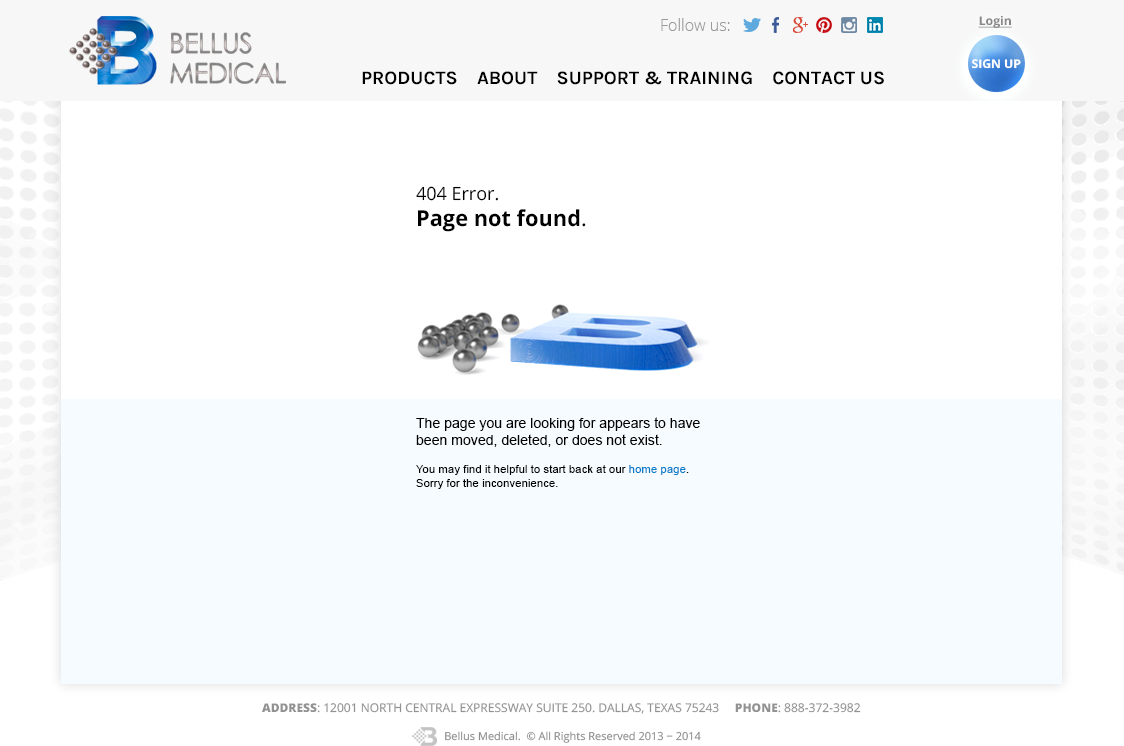 BELLUS
MEDICAL
Follow us:
Login
SIGN UP
PRODUCTS ABOUT SUPPORT & TRAINING CONTACT US
404 Error.
Page not found.
The page you are looking for appears to have
been moved, deleted, or does not exist.
You may find it helpful to start back at our home page.
Sorry for the inconvenience.
ADDRESS: 12001 NORTH CENTRAL EXPRESSWAY SUITE 250. DALLAS, TEXAS 75243 PHONE: 888-372-3982
Bellus Medical. © All Rights Reserved 2013 – 2014